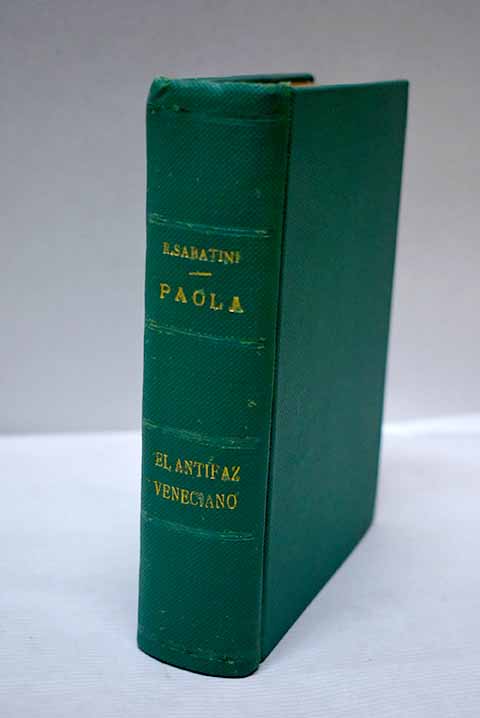 R. SABATINI
PAOLA
EL ANTIFAZ
VENECIANO